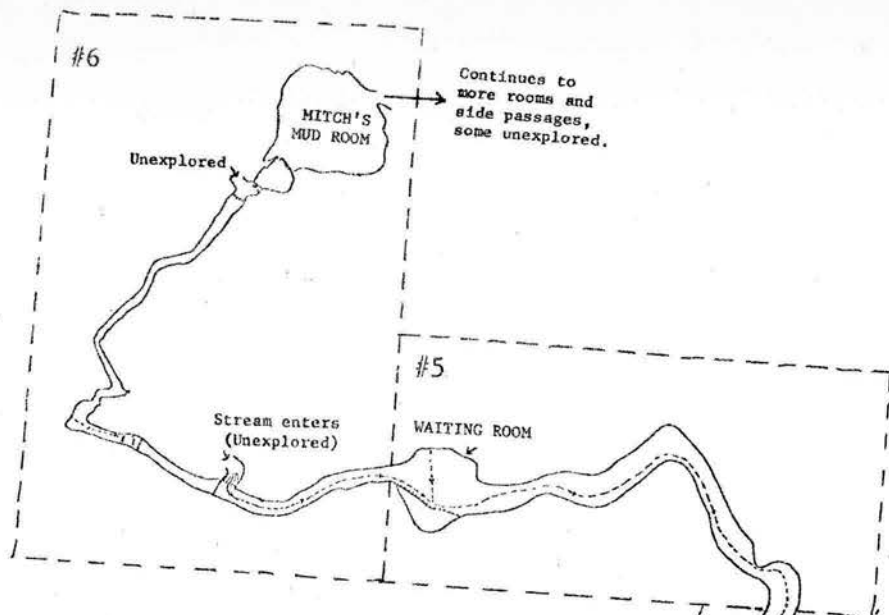 #6
Continues to
more rooms and
side passages,
some unexplored.
MITCH'S
MUD ROOM
Unexplored
#5
Stream enters
(Unexplored)
WAITING ROOM